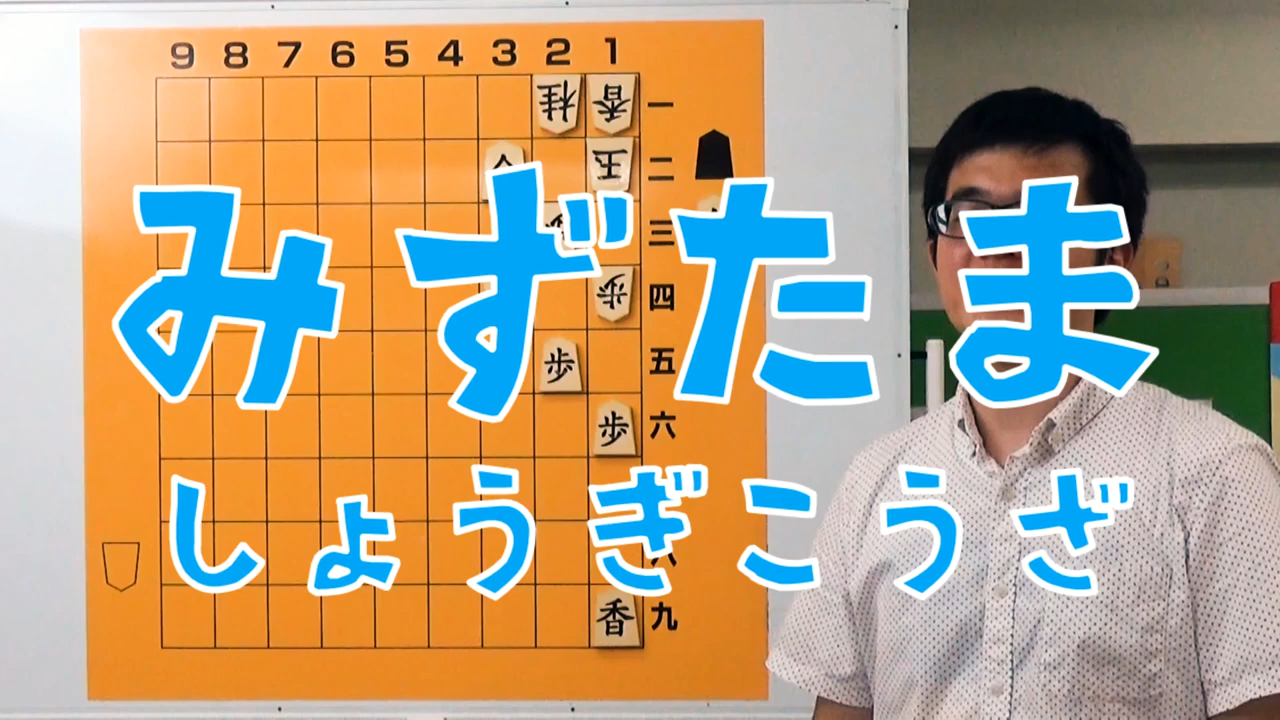 9 8 7 6 5 4 3 2 1
桂 香 一
玉 二
三
歩 四
歩 五
歩 六
香 九
みずたま
しょうぎこうざ